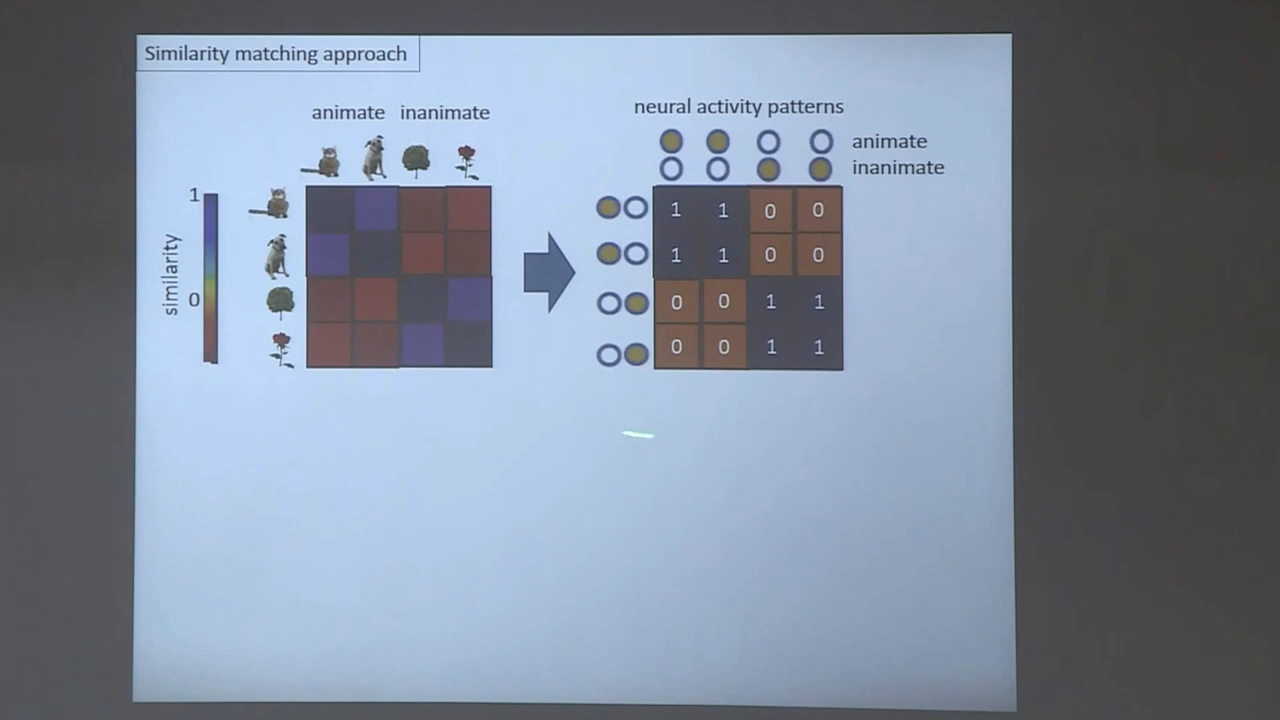 Similarity matching approach
animate inanimate
neural activity patterns
animate
inanimate
1
similarity
0
1 1 0 0
1 1 0 0
0 0 1 1
0 0 1 1